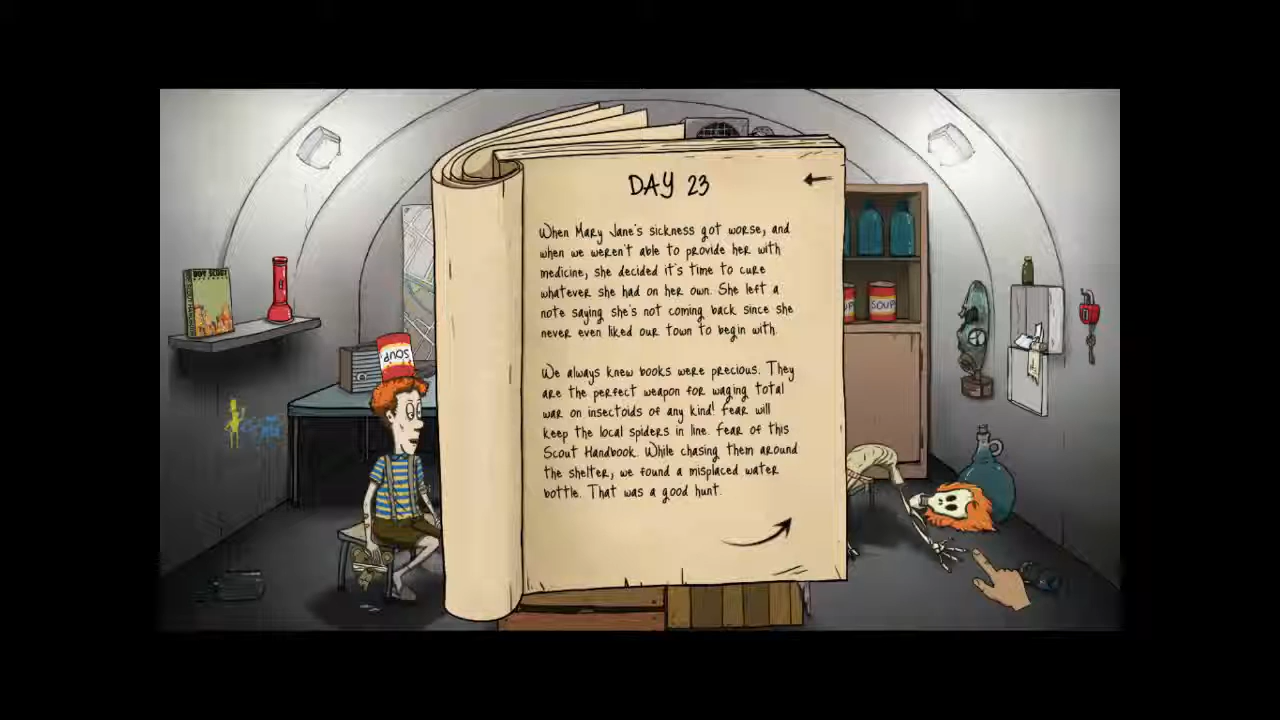 DAY 23
When Mary Jane's sickness got worse, and
when we weren't able to provide her with
medicine, she decided it's time to cure
whatever she had on her own. She left a
note saying she's not coming back since she
never even liked our town to begin with.
We always knew books were precious. They
are the perfect weapon for waging total
war on insectoids of any kind! Fear will
keep the local spiders in line. Fear of this
Scout Handbook. While chasing them around
the shelter, we found a misplaced water
bottle. That was a good hunt.
BOY SCOUT
SOUP
SOUP